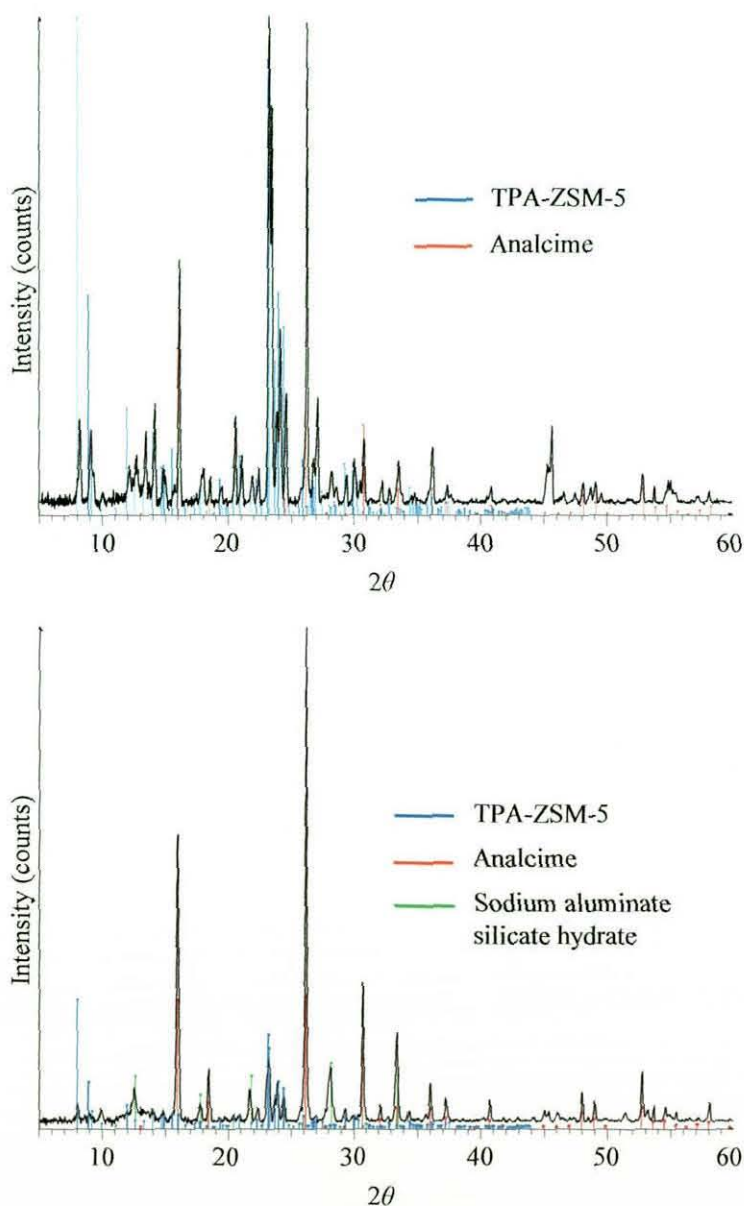 Intensity (counts)
TPA-ZSM-5
Analcime
10 20 30 40 50 60
2θ
Intensity (counts)
TPA-ZSM-5
Analcime
Sodium aluminate
silicate hydrate
10 20 30 40 50 60
2θ